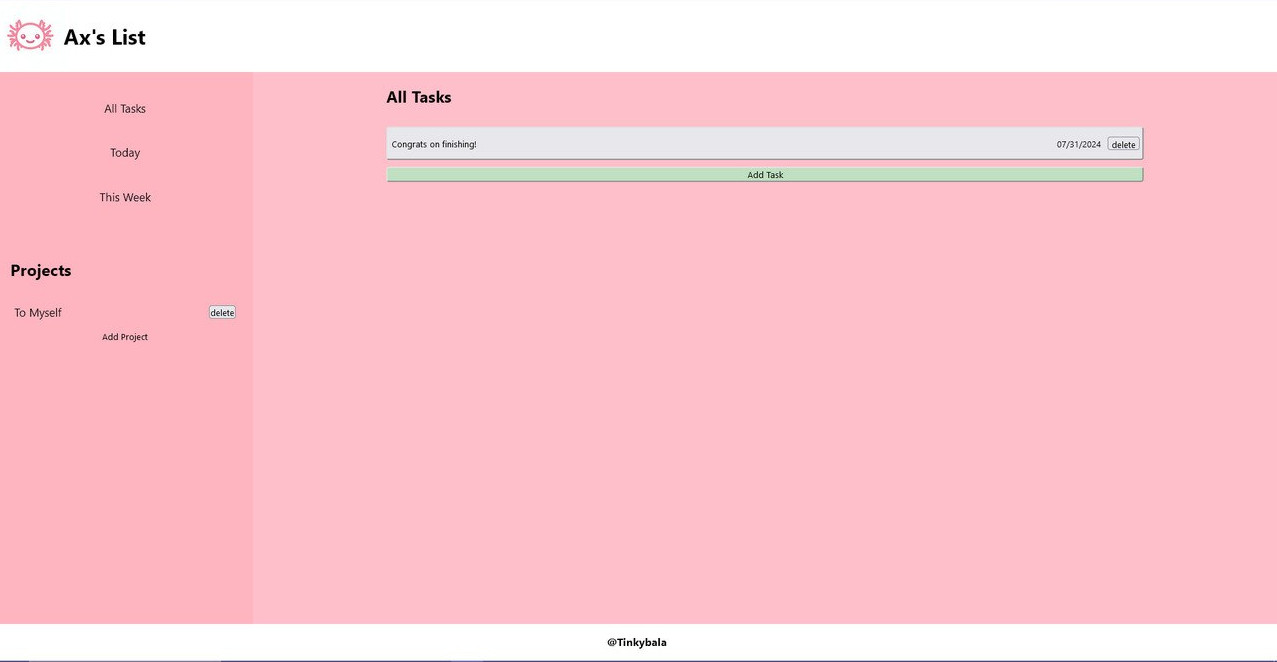 Ax's List
All Tasks
Today
This Week
Projects
To Myself delete
Add Project
All Tasks
Congrats on finishing! 07/31/2024 delete
Add Task
@Tinkybala